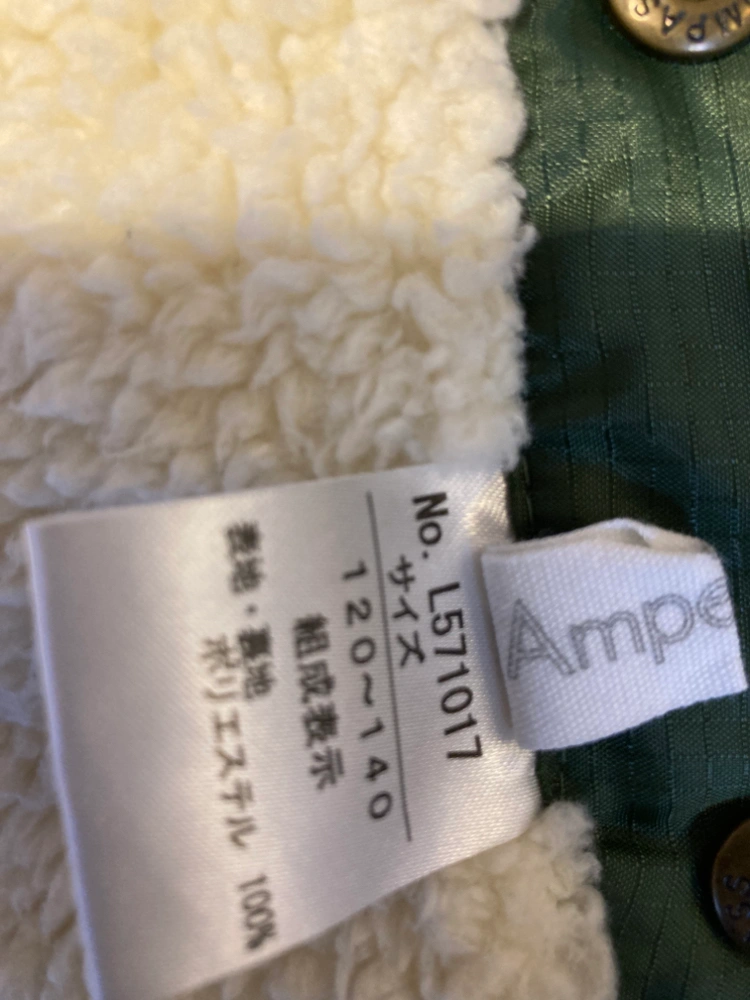 No. L571017
サイズ
120~140
組成表示
表地・裏地
ポリエステル 100%
Ampe
MPAS